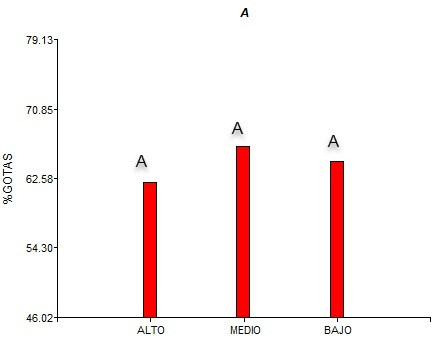 A
79.13
70.85
62.58
54.30
46.02
%GOTAS
A
A
A
ALTO MEDIO BAJO